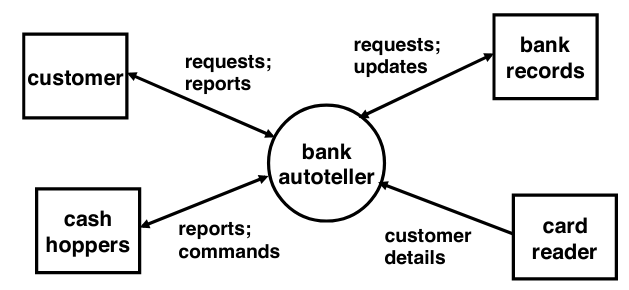 customer
requests;
reports
requests;
updates
bank
records
bank
autoteller
cash
hoppers
reports;
commands
customer
details
card
reader